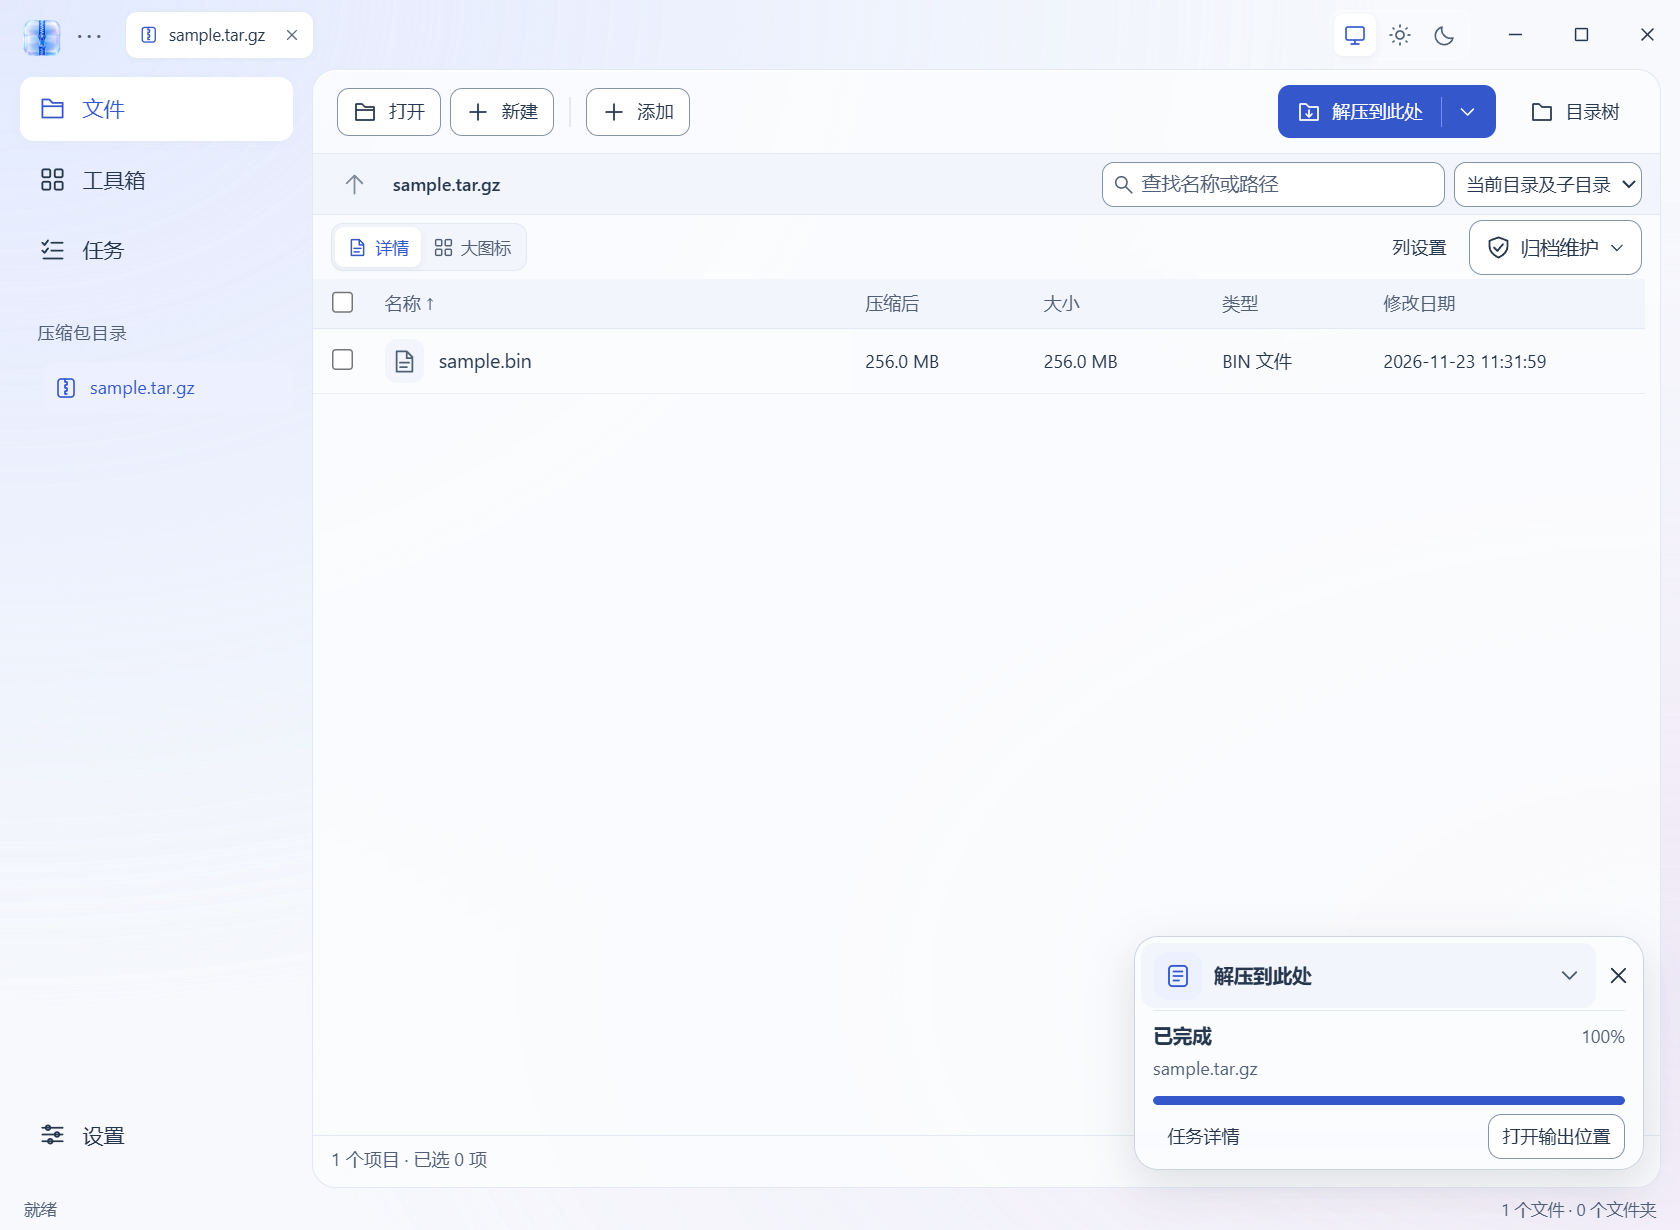 sample.tar.gz
文件
工具箱
任务
压缩包目录
sample.tar.gz
设置
就绪
打开
新建
添加
解压到此处
目录树
sample.tar.gz
查找名称或路径
当前目录及子目录
详情
大图标
列设置
归档维护
名称 ↑ 压缩后 大小 类型 修改日期
sample.bin 256.0 MB 256.0 MB BIN 文件 2026-11-23 11:31:59
解压到此处
已完成 100%
sample.tar.gz
任务详情
打开输出位置
1 个项目 · 已选 0 项
1 个文件 · 0 个文件夹